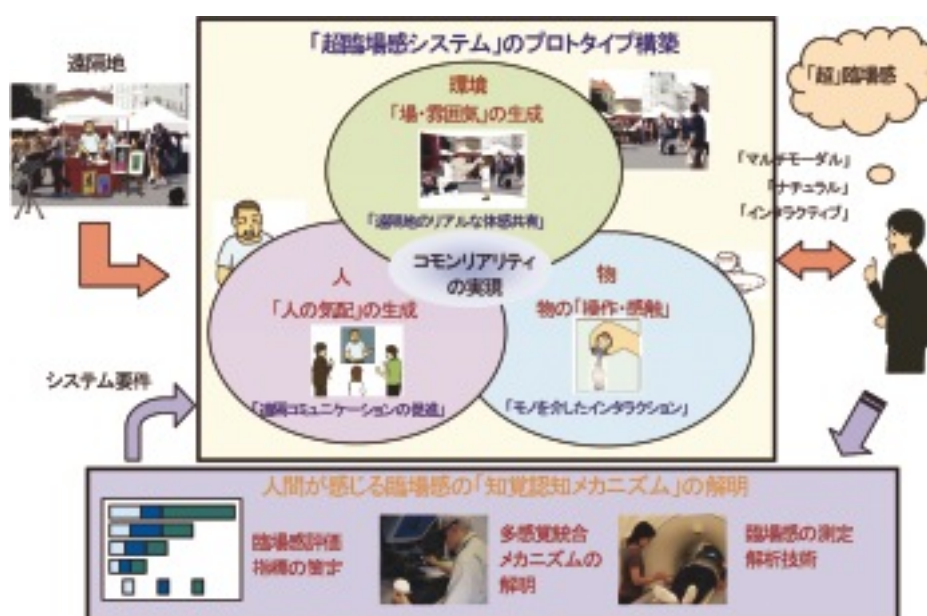 「超臨場感システム」のプロトタイプ構築
遠隔地
環境
「場・雰囲気」の生成
「遠隔地のリアルな体感共有」
コモンリアリティ
の実現
人
「人の気配」の生成
「遠隔コミュニケーションの促進」
物
物の「操作・感触」
「モノを介したインタラクション」
「超」臨場感
「マルチモーダル」
「ナチュラル」
「インタラクティブ」
システム要件
人間が感じる臨場感の「知覚認知メカニズム」の解明
臨場感評価
指標の策定
多感覚統合
メカニズムの
解明
臨場感の測定
解析技術